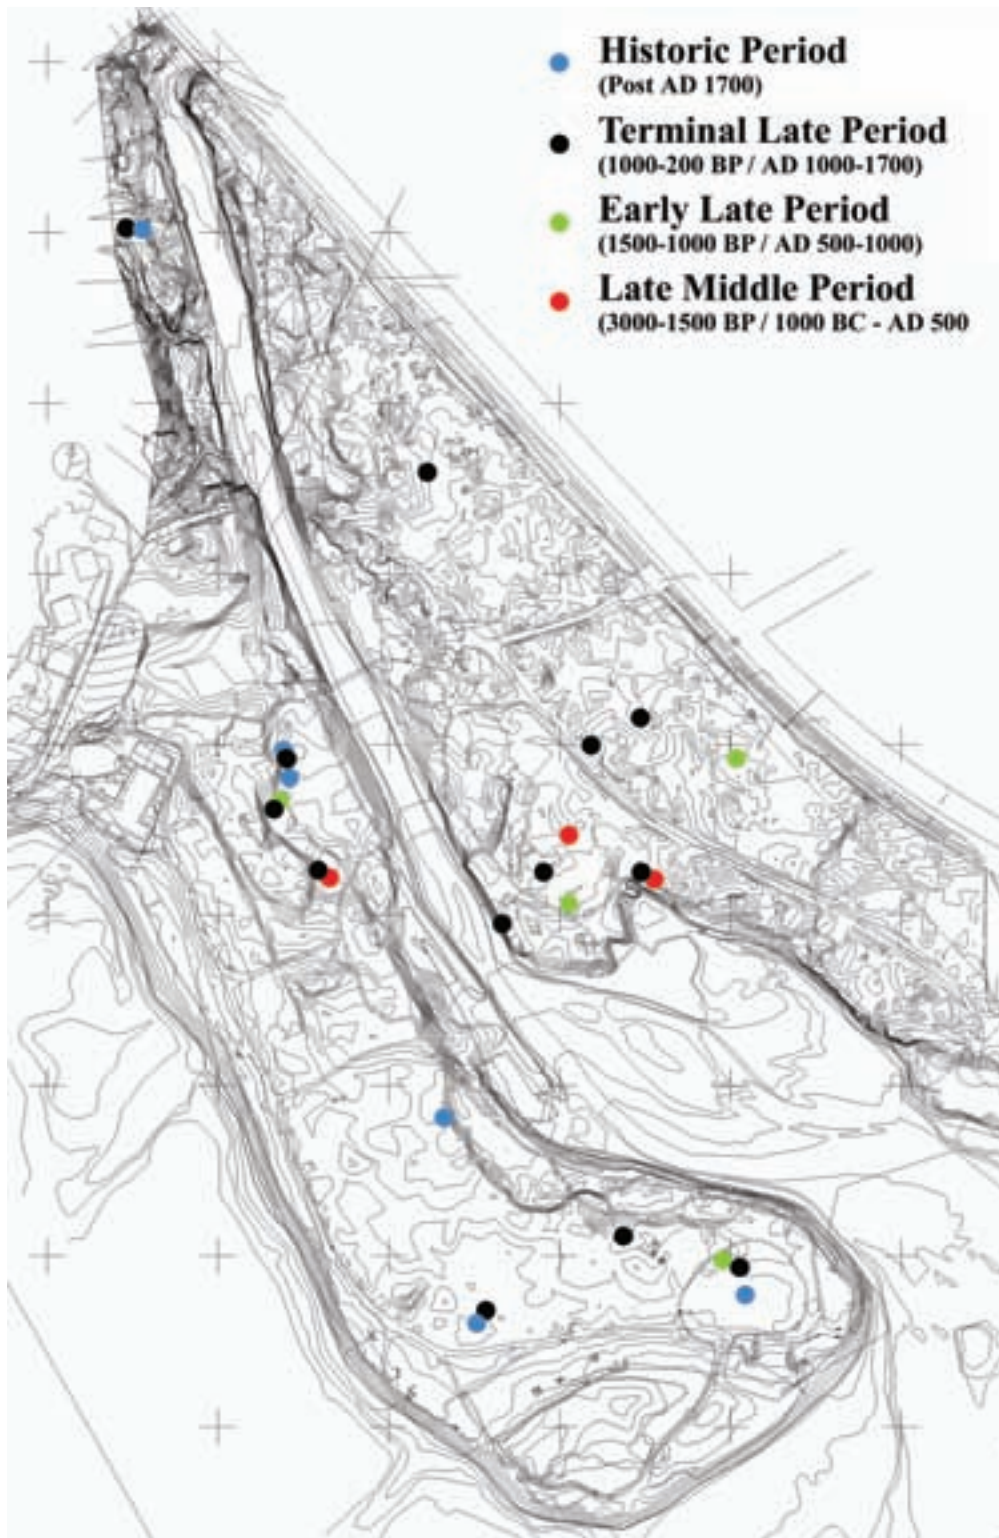 Historic Period
(Post AD 1700)
Terminal Late Period
(1000-200 BP / AD 1000-1700)
Early Late Period
(1500-1000 BP / AD 500-1000)
Late Middle Period
(3000-1500 BP / 1000 BC - AD 500